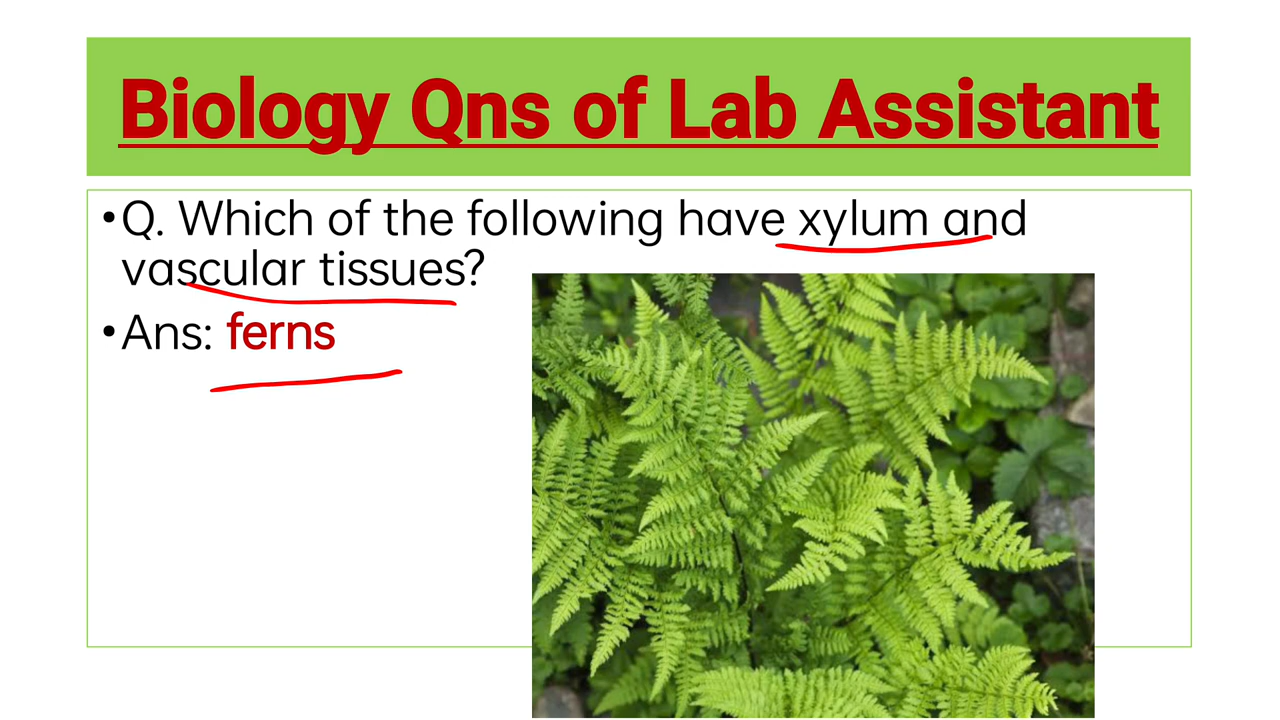 Biology Qns of Lab Assistant
•Q. Which of the following have xylum and
vascular tissues?
•Ans: ferns